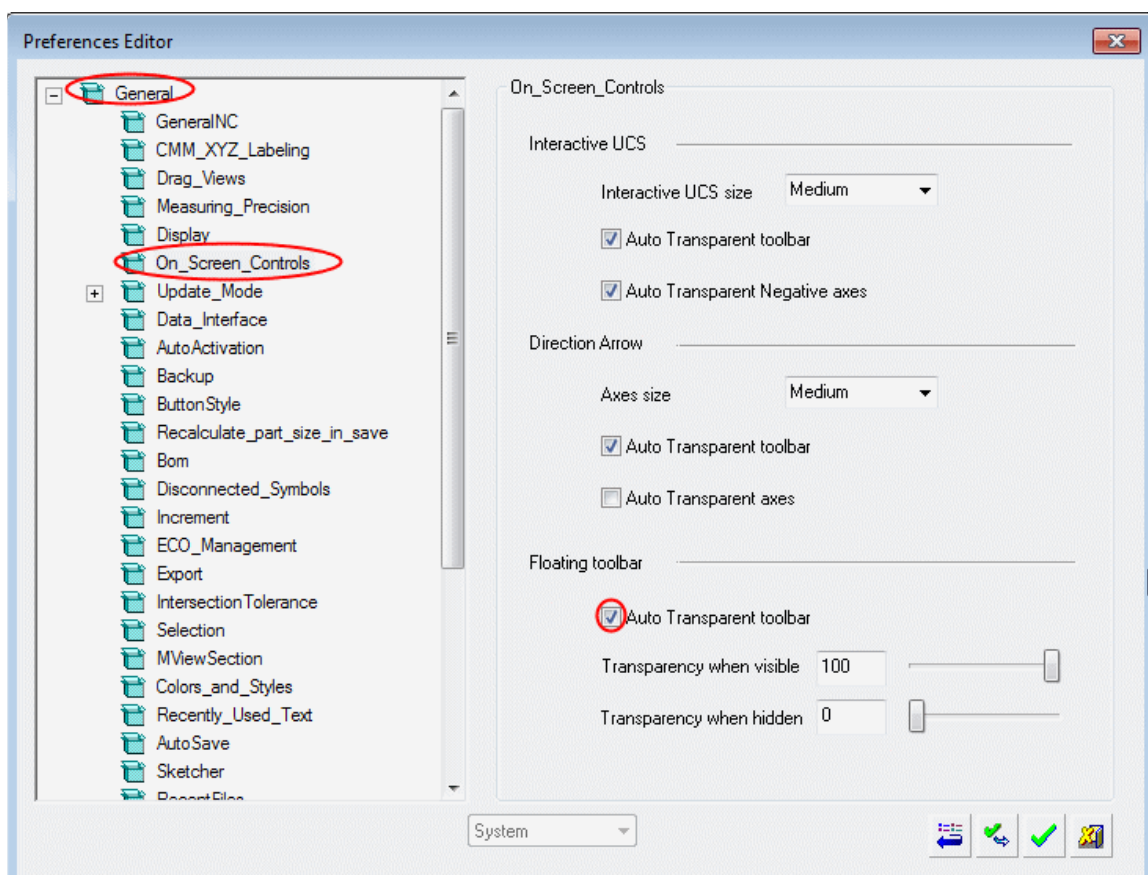 Preferences Editor
General
GeneralNC
CMM_XYZ_Labeling
Drag_Views
Measuring_Precision
Display
On_Screen_Controls
Update_Mode
Data_Interface
AutoActivation
Backup
ButtonStyle
Recalculate_part_size_in_save
Bom
Disconnected_Symbols
Increment
ECO_Management
Export
IntersectionTolerance
Selection
MViewSection
Colors_and_Styles
Recently_Used_Text
AutoSave
Sketcher
RecentFiles
On_Screen_Controls
Interactive UCS
Interactive UCS size Medium
Auto Transparent toolbar
Auto Transparent Negative axes
Direction Arrow
Axes size Medium
Auto Transparent toolbar
Auto Transparent axes
Floating toolbar
Auto Transparent toolbar
Transparency when visible 100
Transparency when hidden 0
System